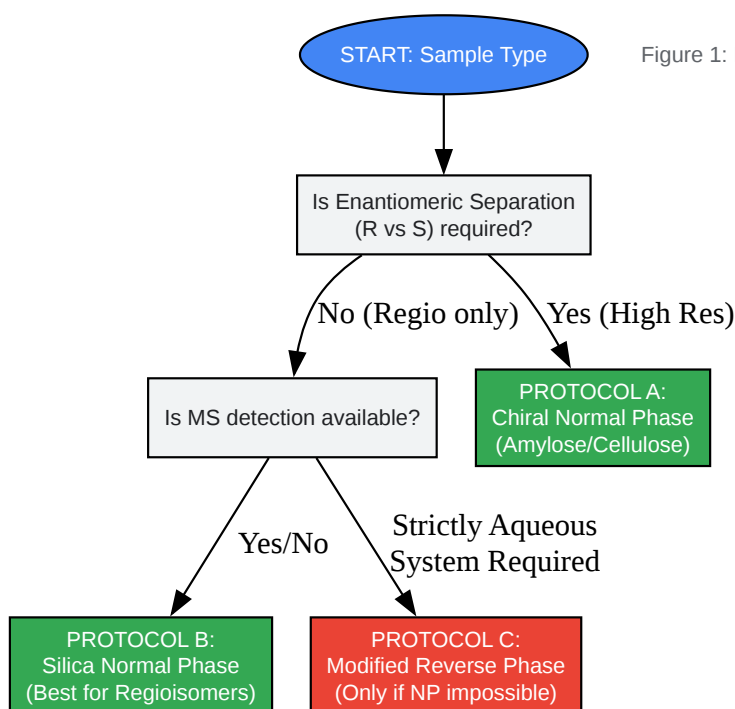 START: Sample Type
Figure 1:
Is Enantiomeric Separation
(R vs S) required?
No (Regio only)
Yes (High Res)
Is MS detection available?
PROTOCOL A:
Chiral Normal Phase
(Amylose/Cellulose)
Yes/No
Strictly Aqueous
System Required
PROTOCOL B:
Silica Normal Phase
(Best for Regioisomers)
PROTOCOL C:
Modified Reverse Phase
(Only if NP impossible)